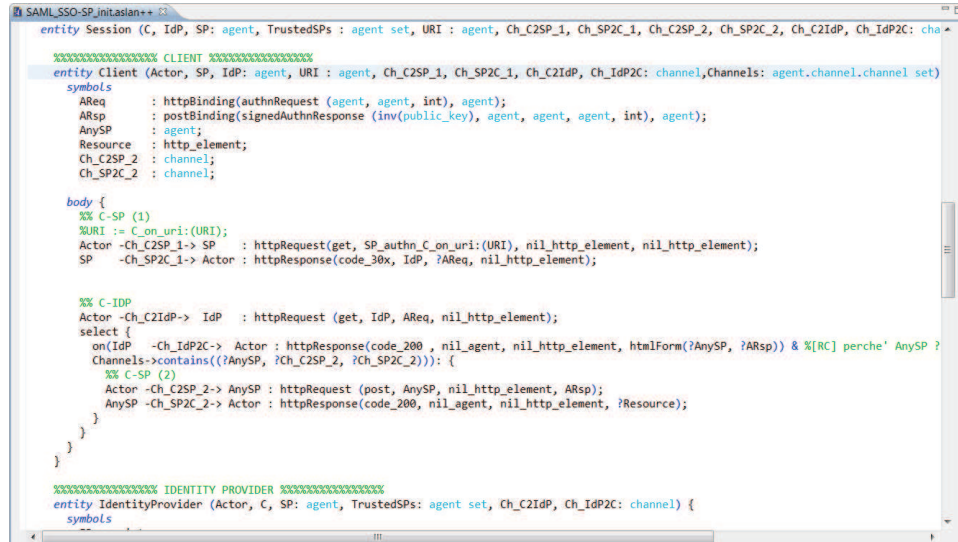 SAML_SSO-SP_init.aslan++
entity Session (C, IdP, SP: agent, TrustedSPs : agent set, URI : agent, Ch_C2SP_1, Ch_SP2C_1, Ch_C2SP_2, Ch_SP2C_2, Ch_C2IdP, Ch_IdP2C: cha
%%%%%%%%%%%%%%%% CLIENT %%%%%%%%%%%%%%%%
entity Client (Actor, SP, IdP: agent, URI : agent, Ch_C2SP_1, Ch_SP2C_1, Ch_C2IdP, Ch_IdP2C: channel,Channels: agent.channel.channel set)
symbols
AReq : httpBinding(authnRequest (agent, agent, int), agent);
ARsp : postBinding(signedAuthnResponse (inv(public_key), agent, agent, agent, int), agent);
AnySP : agent;
Resource : http_element;
Ch_C2SP_2 : channel;
Ch_SP2C_2 : channel;
body {
%% C-SP (1)
%URI := C_on_uri:(URI);
Actor -Ch_C2SP_1-> SP : httpRequest(get, SP_authn_C_on_uri:(URI), nil_http_element, nil_http_element);
SP -Ch_SP2C_1-> Actor : httpResponse(code_30x, IdP, ?AReq, nil_http_element);
%% C-IDP
Actor -Ch_C2IdP-> IdP : httpRequest (get, IdP, AReq, nil_http_element);
select {
on(IdP -Ch_IdP2C-> Actor : httpResponse(code_200 , nil_agent, nil_http_element, htmlForm(?AnySP, ?ARsp)) & %[RC] perche' AnySP ?
Channels->contains((?AnySP, ?Ch_C2SP_2, ?Ch_SP2C_2))): {
%% C-SP (2)
Actor -Ch_C2SP_2-> AnySP : httpRequest (post, AnySP, nil_http_element, ARsp);
AnySP -Ch_SP2C_2-> Actor : httpResponse(code_200, nil_agent, nil_http_element, ?Resource);
}
}
}
}
%%%%%%%%%%%%%%%% IDENTITY PROVIDER %%%%%%%%%%%%%%%%
entity IdentityProvider (Actor, C, SP: agent, TrustedSPs: agent set, Ch_C2IdP, Ch_IdP2C: channel) {
symbols